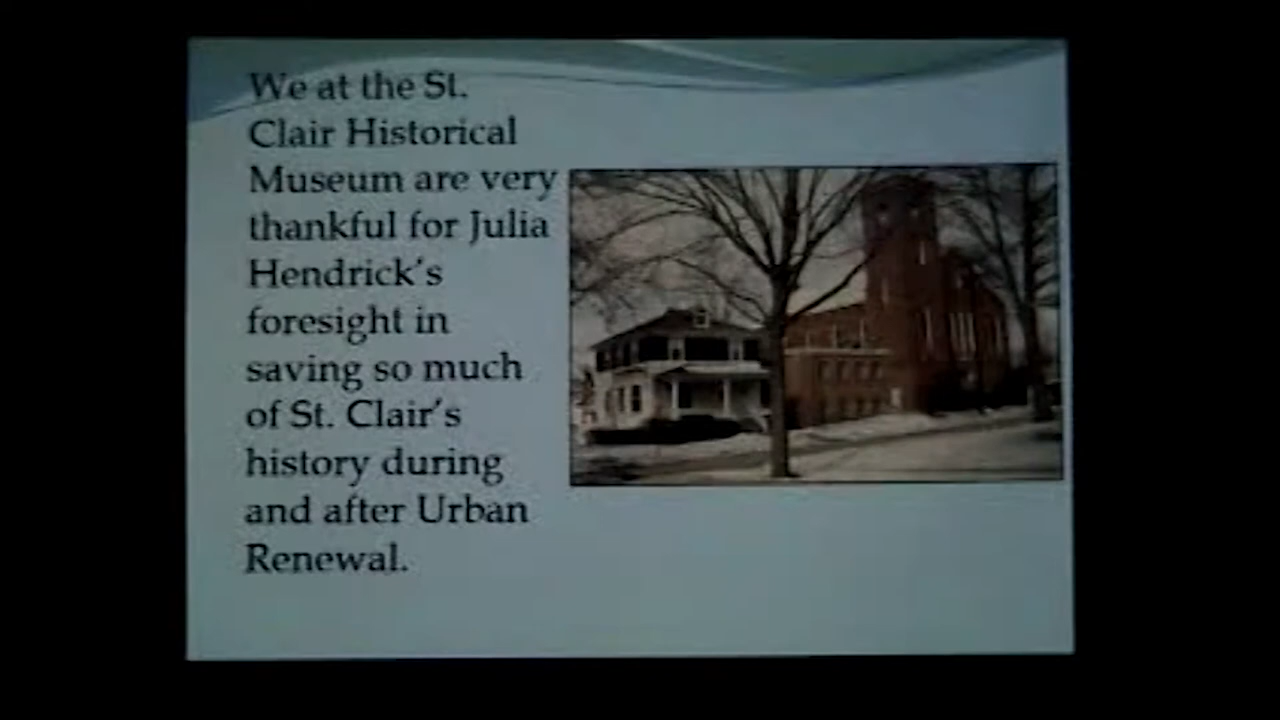 We at the St.
Clair Historical
Museum are very
thankful for Julia
Hendrick's
foresight in
saving so much
of St. Clair's
history during
and after Urban
Renewal.